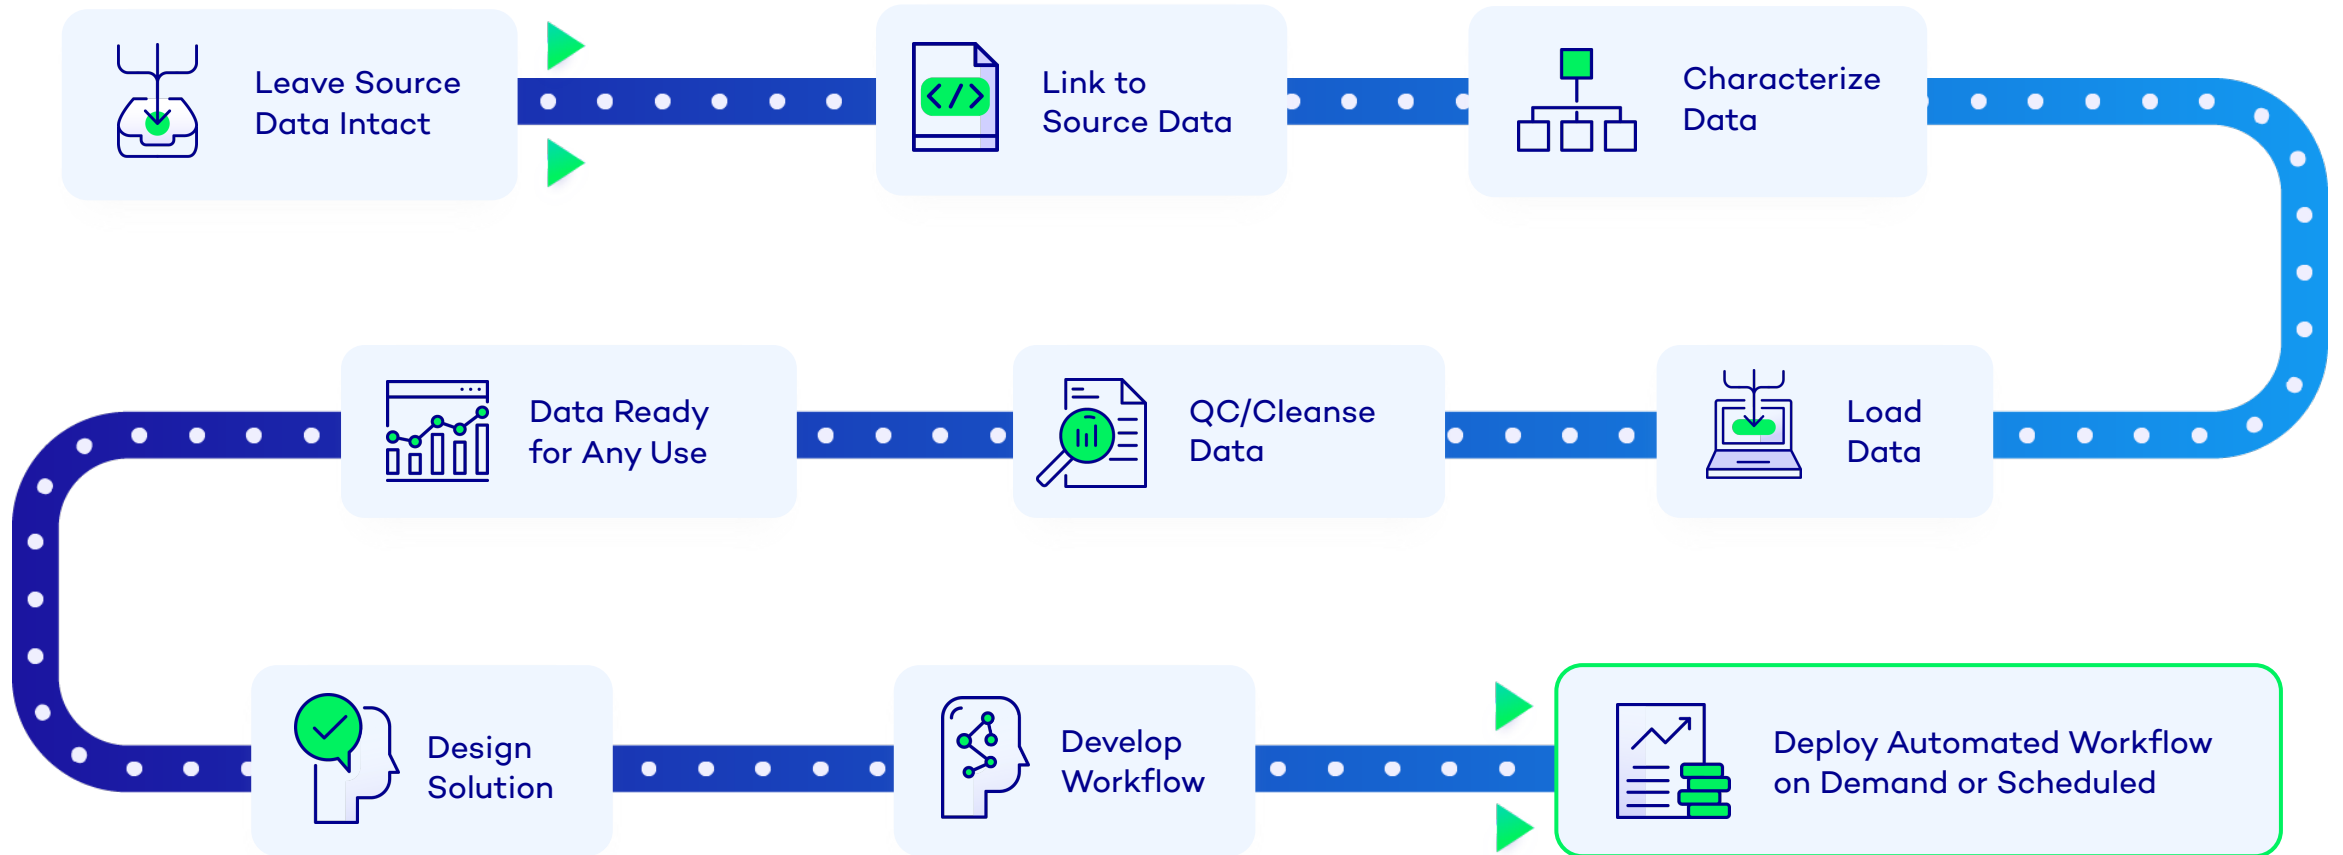 Leave Source
Data Intact
Link to
Source Data
Characterize
Data
Data Ready
for Any Use
QC/Cleanse
Data
Load
Data
Design
Solution
Develop
Workflow
Deploy Automated Workflow
on Demand or Scheduled